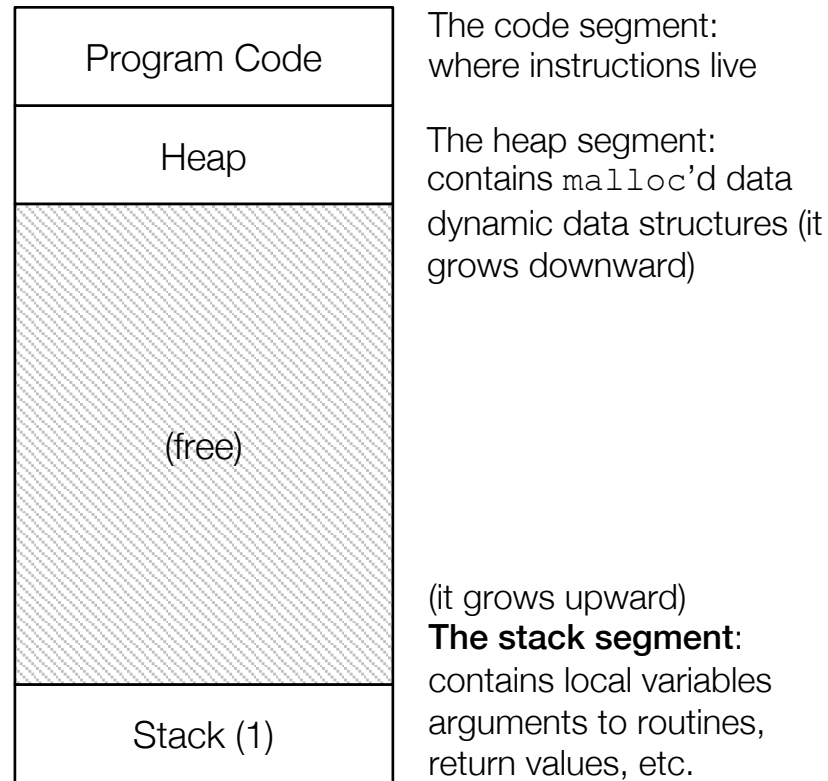 Program Code
The code segment:
where instructions live
Heap
The heap segment:
contains malloc’d data
dynamic data structures (it
grows downward)
(free)
(it grows upward)
The stack segment:
contains local variables
arguments to routines,
return values, etc.
Stack (1)